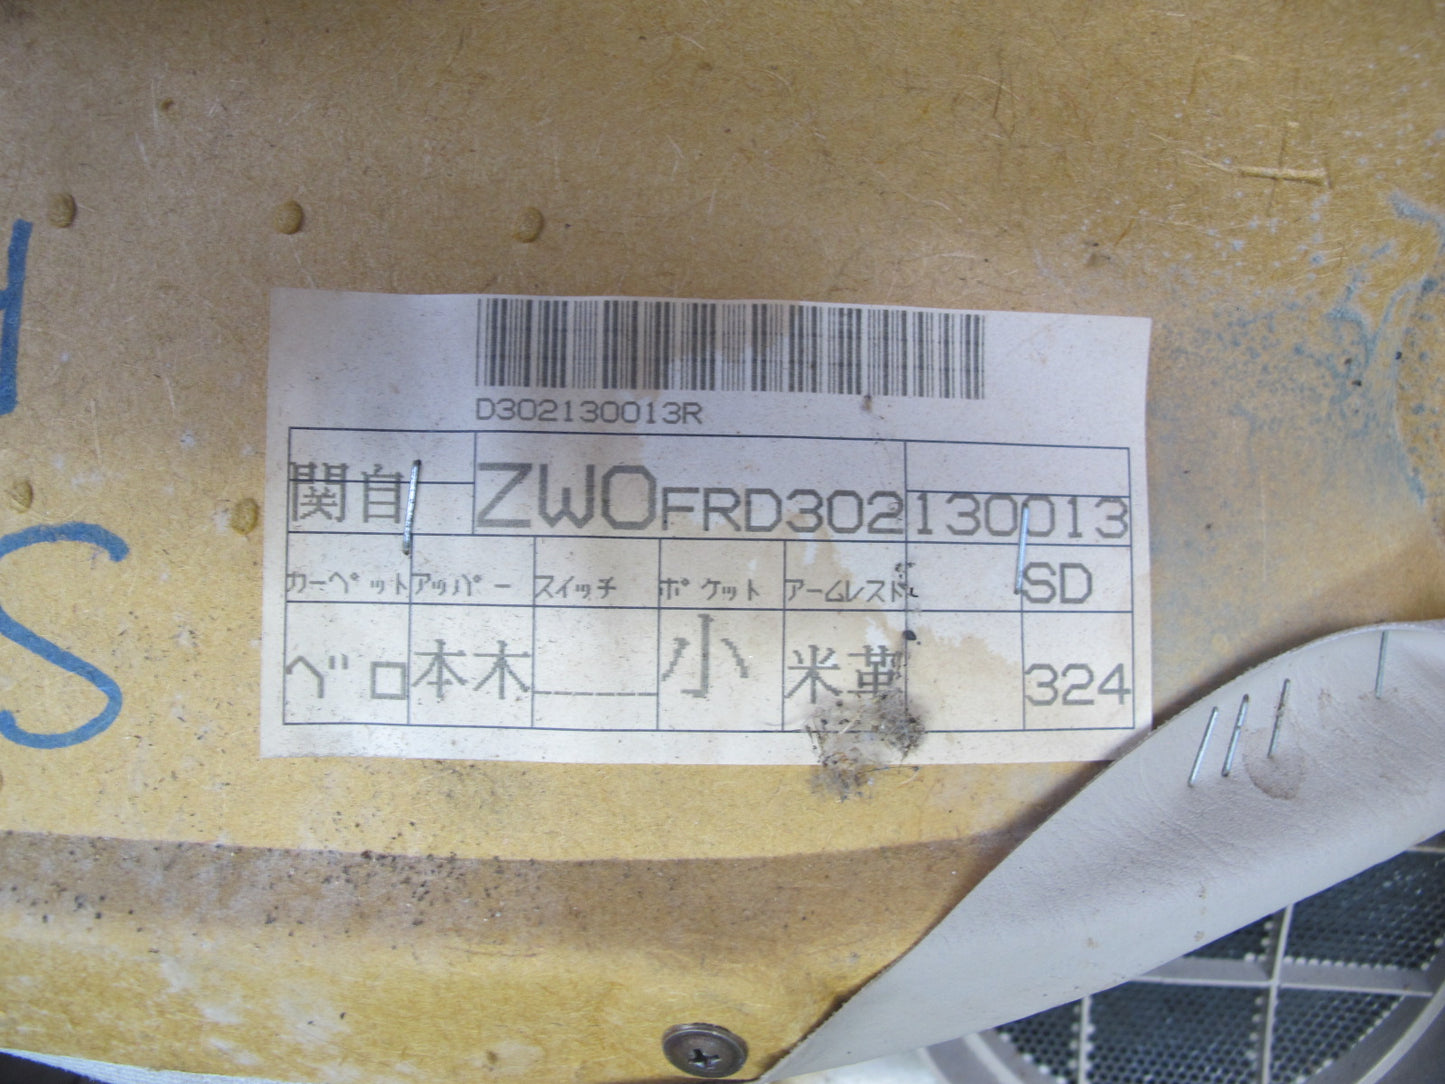 D302130013R
関自 ZWOFRD302130013
カーペット アッパー スイッチ ポケット アームレスト SD
ベロ 本木 ------ 小 米革 324
S